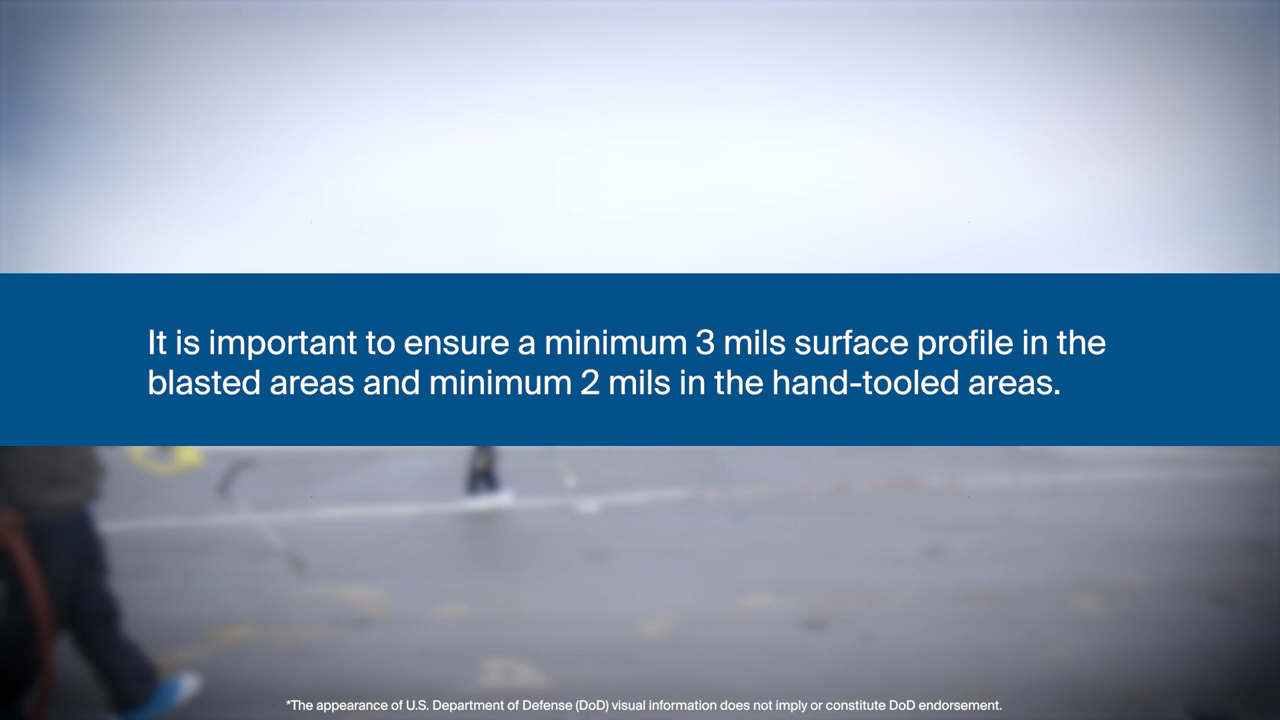 It is important to ensure a minimum 3 mils surface profile in the
blasted areas and minimum 2 mils in the hand-tooled areas.
*The appearance of U.S. Department of Defense (DoD) visual information does not imply or constitute DoD endorsement.